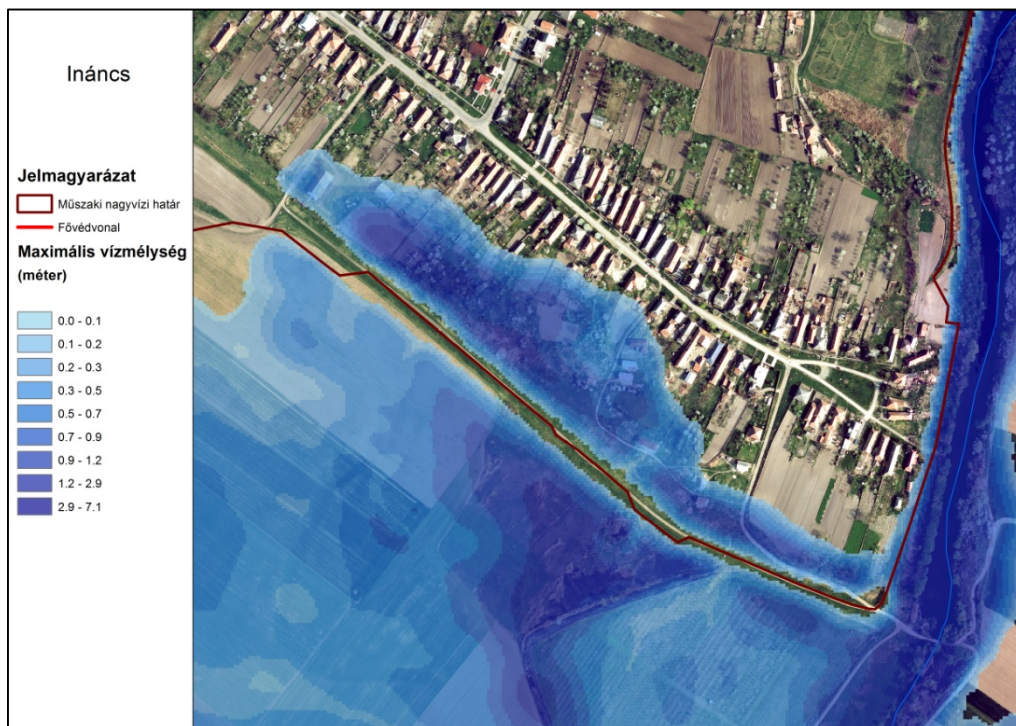 Ináncs
Jelmagyarázat
Műszaki nagyvízi határ
Fővédvonal
Maximális vízmélység
(méter)
0.0 - 0.1
0.1 - 0.2
0.2 - 0.3
0.3 - 0.5
0.5 - 0.7
0.7 - 0.9
0.9 - 1.2
1.2 - 2.9
2.9 - 7.1